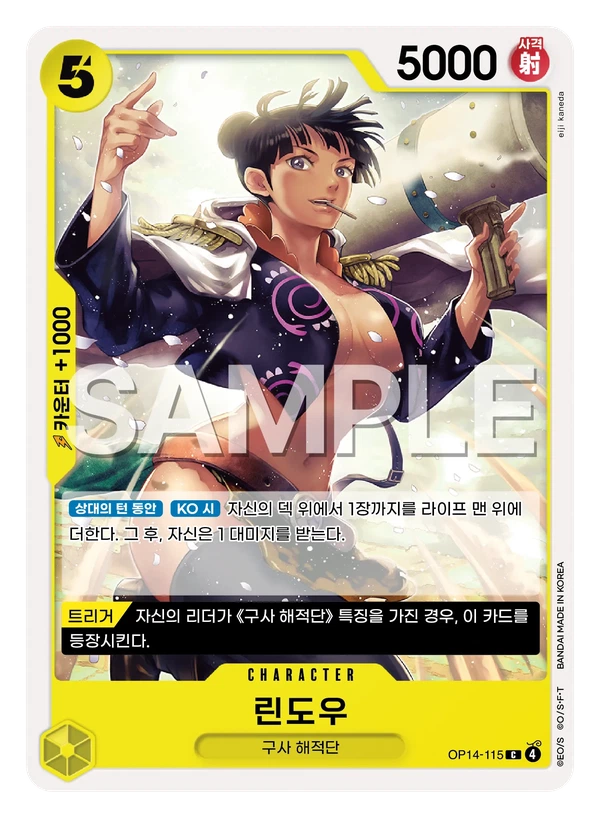 5
5000
사격
射
eiji kaneda
카운터 +1000
SAMPLE
상대의 턴 동안 KO 시 자신의 덱 위에서 1장까지를 라이프 맨 위에
더한다. 그 후, 자신은 1 대미지를 받는다.
트리거 자신의 리더가 《구사 해적단》 특징을 가진 경우, 이 카드를
등장시킨다.
CHARACTER
린도우
구사 해적단
OP14-115 C 4
©EO/S ©O/S·F·T BANDAI MADE IN KOREA